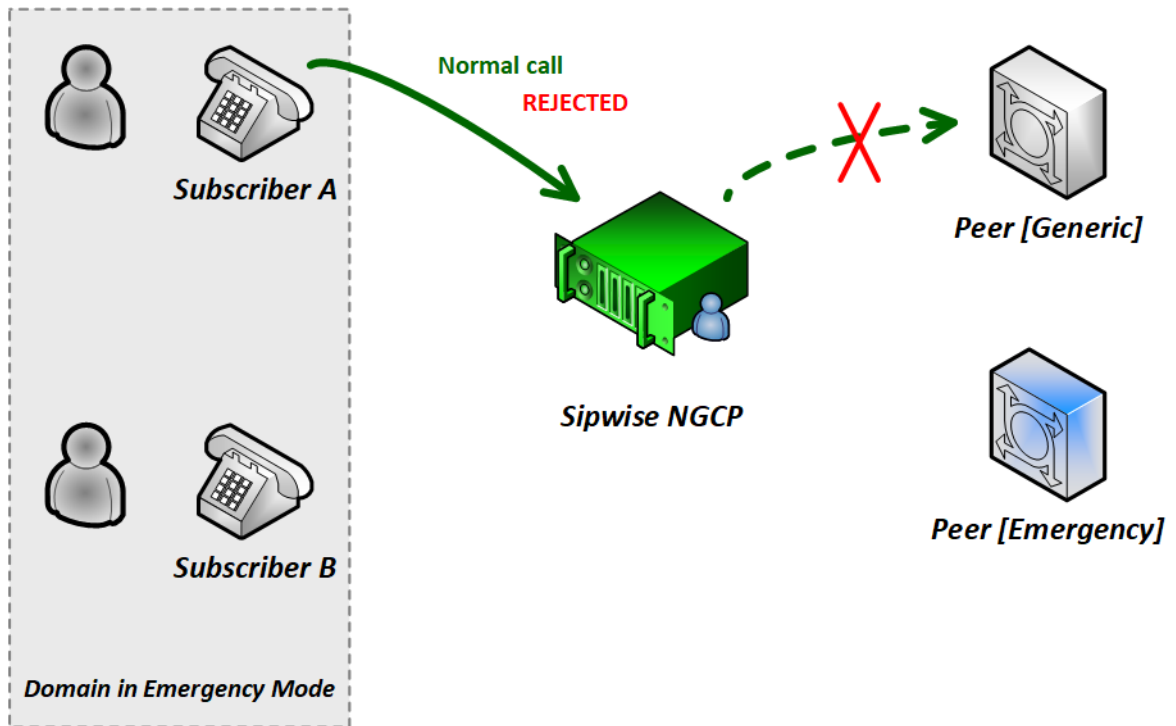 Normal call
REJECTED
Subscriber A
Peer [Generic]
Sipwise NGCP
Peer [Emergency]
Subscriber B
Domain in Emergency Mode